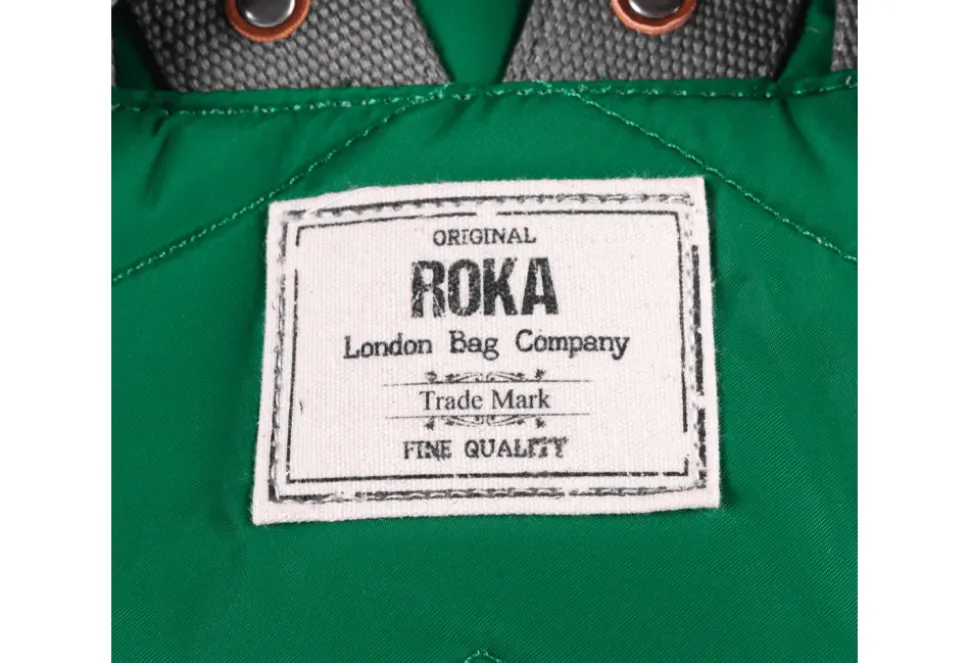 ORIGINAL
ROKA
London Bag Company
Trade Mark
FINE QUALITY